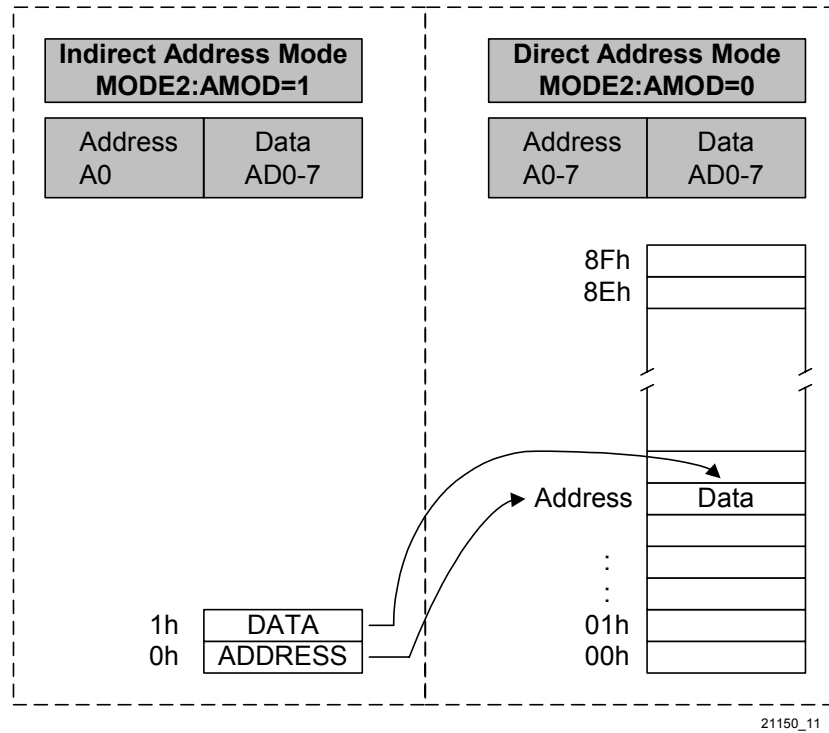 Indirect Address Mode
MODE2:AMOD=1
Address
A0
Data
AD0-7
Direct Address Mode
MODE2:AMOD=0
Address
A0-7
Data
AD0-7
8Fh
8Eh
Address
Data
:
:
1h
DATA
01h
0h
ADDRESS
00h
21150_11